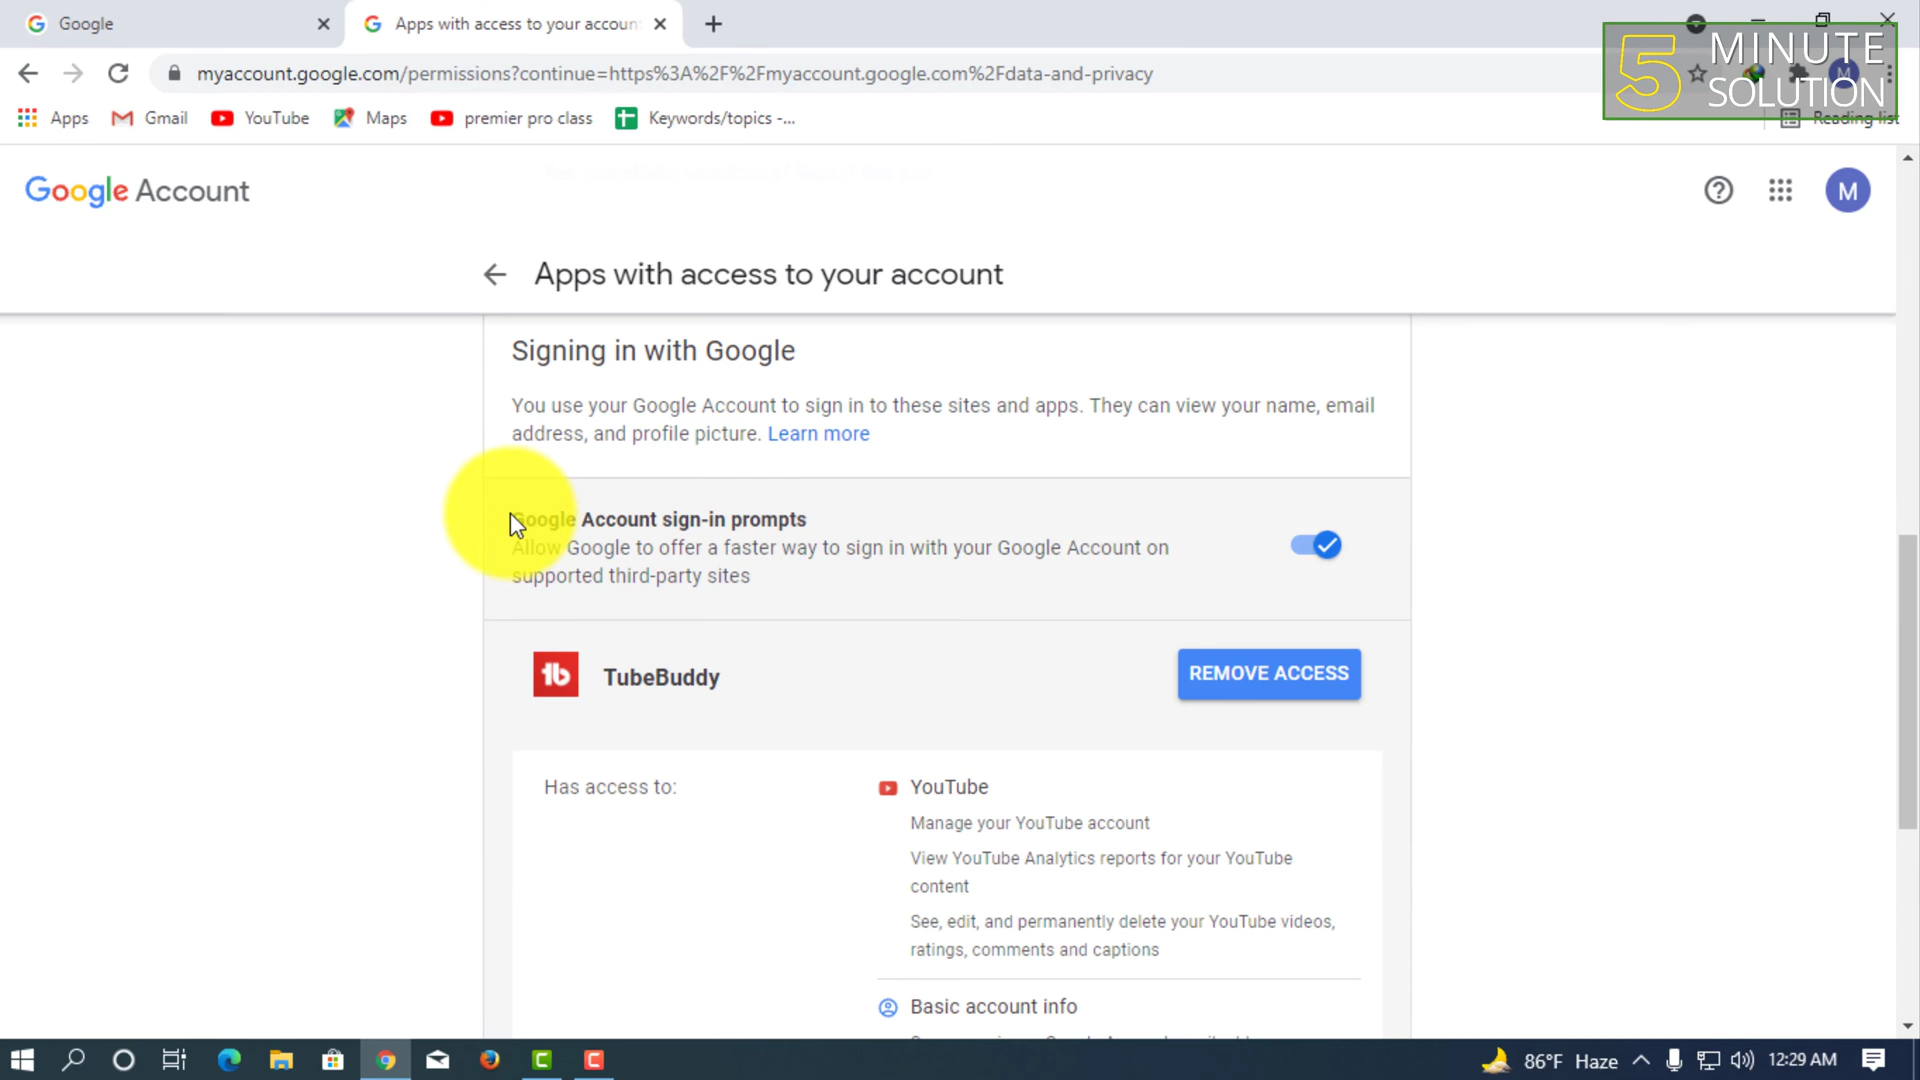 Google
Apps with access to your accoun
5 MINUTE SOLUTION
myaccount.google.com/permissions?continue=https%3A%2F%2Fmyaccount.google.com%2Fdata-and-privacy
Apps
Gmail
YouTube
Maps
premier pro class
Keywords/topics -...
Reading list
Google Account
M
Apps with access to your account
Signing in with Google
You use your Google Account to sign in to these sites and apps. They can view your name, email
address, and profile picture. Learn more
Google Account sign-in prompts
Allow Google to offer a faster way to sign in with your Google Account on
supported third-party sites
tb
TubeBuddy
REMOVE ACCESS
Has access to:
YouTube
Manage your YouTube account
View YouTube Analytics reports for your YouTube
content
See, edit, and permanently delete your YouTube videos,
ratings, comments and captions
Basic account info
86°F Haze
12:29 AM